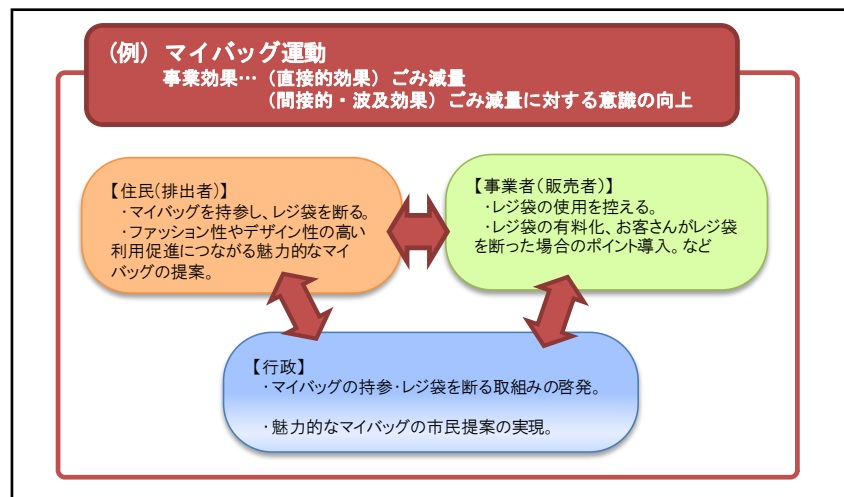 (例) マイバッグ運動
事業効果… (直接的効果) ごみ減量
(間接的・波及効果) ごみ減量に対する意識の向上
【住民(排出者)】
・マイバッグを持参し、レジ袋を断る。
・ファッション性やデザイン性の高い
利用促進につながる魅力的なマイ
バッグの提案。
【事業者(販売者)】
・レジ袋の使用を控える。
・レジ袋の有料化、お客さんがレジ袋
を断った場合のポイント導入。など
【行政】
・マイバッグの持参・レジ袋を断る取組みの啓発。
・魅力的なマイバッグの市民提案の実現。